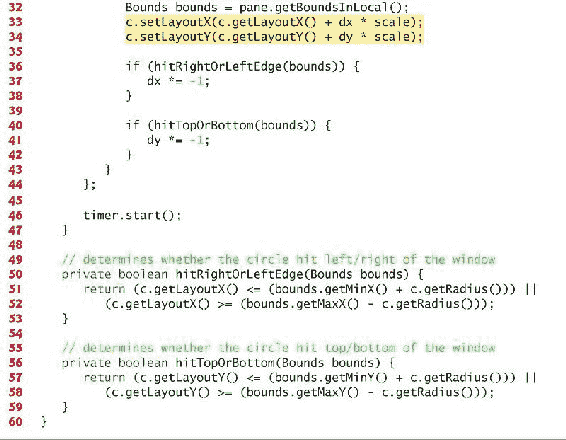 32 Bounds bounds = pane.getBoundsInLocal();
33 c.setLayoutX(c.getLayoutX() + dx * scale);
34 c.setLayoutY(c.getLayoutY() + dy * scale);
35
36 if (hitRightOrLeftEdge(bounds)) {
37 dx *= -1;
38 }
39
40 if (hitTopOrBottom(bounds)) {
41 dy *= -1;
42 }
43 }
44 };
45
46 timer.start();
47 }
48
49 // determines whether the circle hit left/right of the window
50 private boolean hitRightOrLeftEdge(Bounds bounds) {
51 return (c.getLayoutX() <= (bounds.getMinX() + c.getRadius())) ||
52 (c.getLayoutX() >= (bounds.getMaxX() - c.getRadius()));
53 }
54
55 // determines whether the circle hit top/bottom of the window
56 private boolean hitTopOrBottom(Bounds bounds) {
57 return (c.getLayoutY() <= (bounds.getMinY() + c.getRadius())) ||
58 (c.getLayoutY() >= (bounds.getMaxY() - c.getRadius()));
59 }
60 }